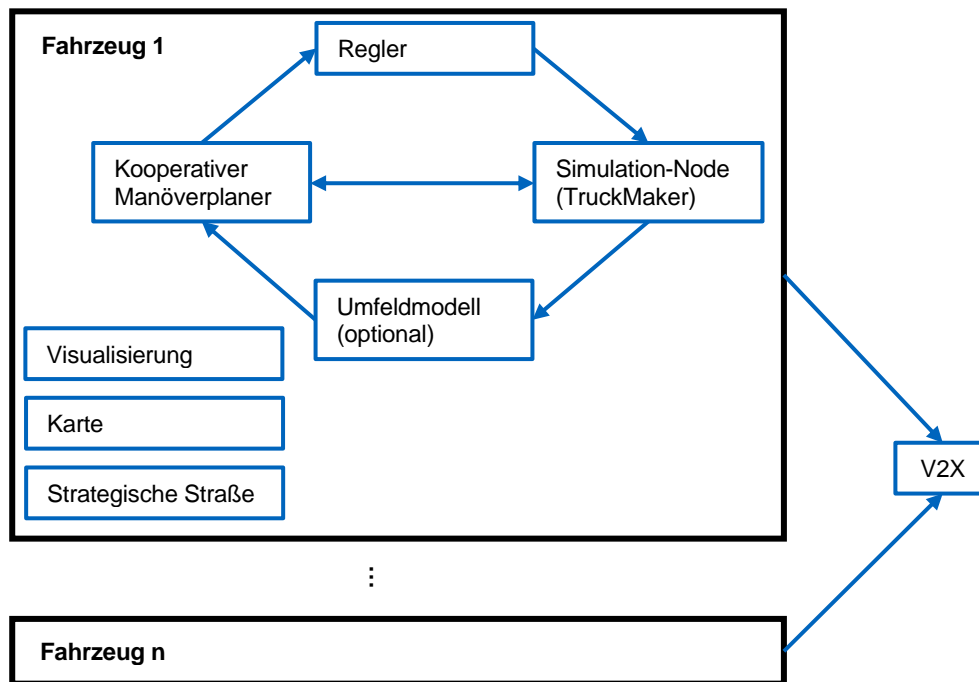 Fahrzeug 1
Regler
Kooperativer
Manöverplaner
Simulation-Node
(TruckMaker)
Umfeldmodell
(optional)
Visualisierung
Karte
Strategische Straße
V2X
...
Fahrzeug n